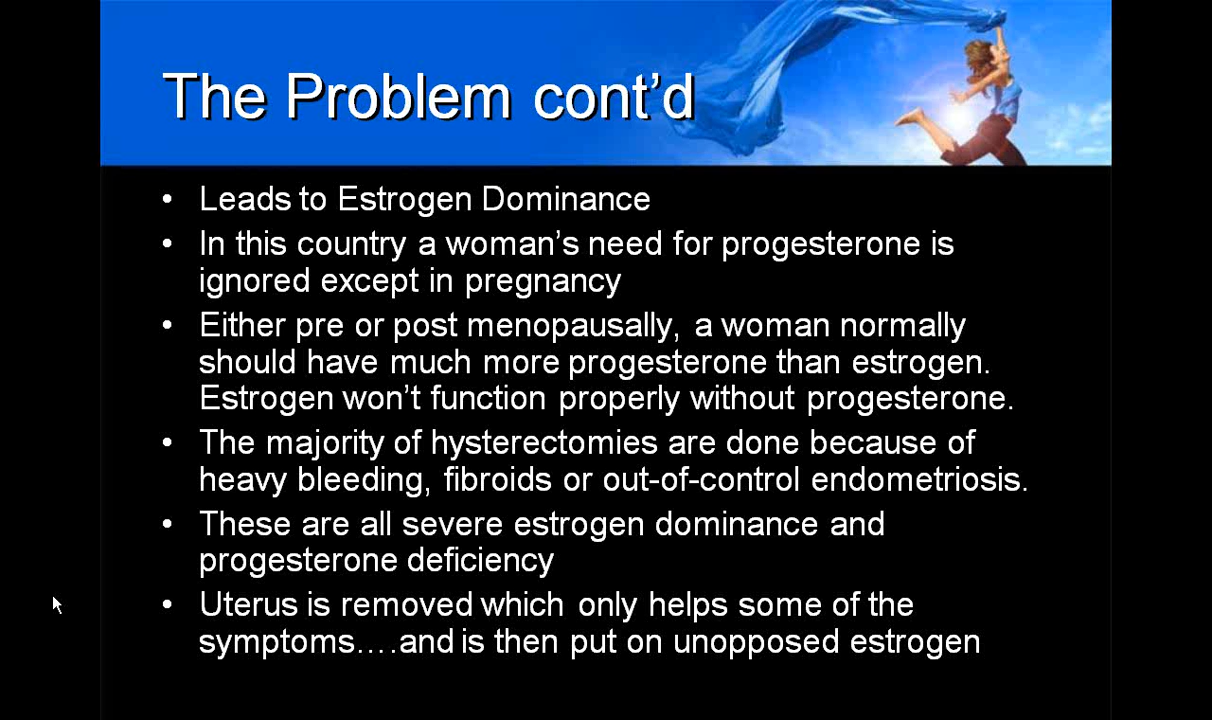 The Problem cont’d
• Leads to Estrogen Dominance
• In this country a woman’s need for progesterone is
ignored except in pregnancy
• Either pre or post menopausally, a woman normally
should have much more progesterone than estrogen.
Estrogen won’t function properly without progesterone.
• The majority of hysterectomies are done because of
heavy bleeding, fibroids or out-of-control endometriosis.
• These are all severe estrogen dominance and
progesterone deficiency
• Uterus is removed which only helps some of the
symptoms….and is then put on unopposed estrogen